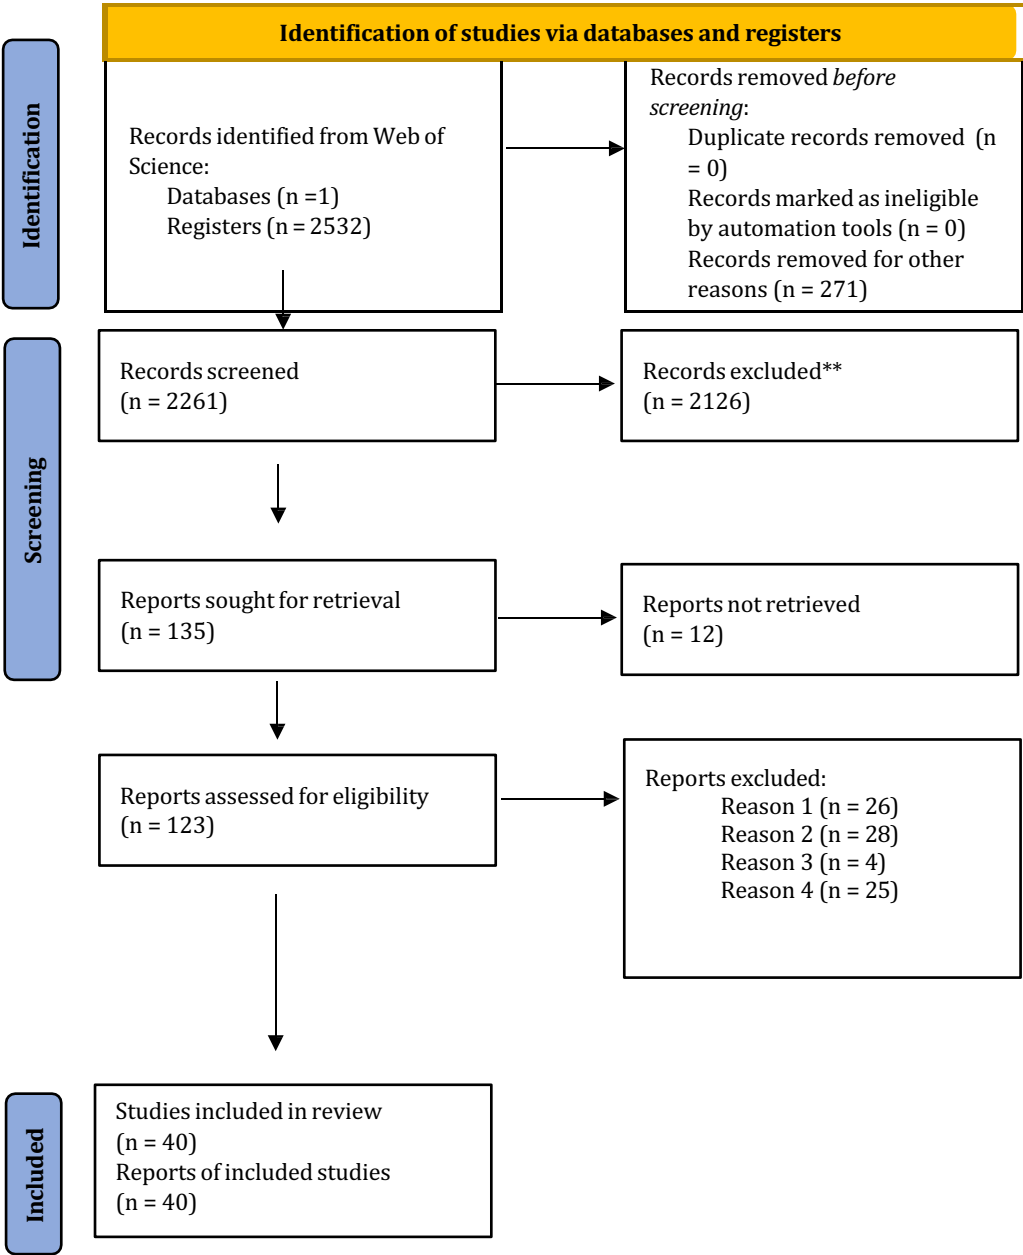 Identification of studies via databases and registers
Identification
Records identified from Web of
Science:
Databases (n =1)
Registers (n = 2532)
Records removed before
screening:
Duplicate records removed (n
= 0)
Records marked as ineligible
by automation tools (n = 0)
Records removed for other
reasons (n = 271)
Screening
Records screened
(n = 2261)
Records excluded**
(n = 2126)
Reports sought for retrieval
(n = 135)
Reports not retrieved
(n = 12)
Reports assessed for eligibility
(n = 123)
Reports excluded:
Reason 1 (n = 26)
Reason 2 (n = 28)
Reason 3 (n = 4)
Reason 4 (n = 25)
Included
Studies included in review
(n = 40)
Reports of included studies
(n = 40)